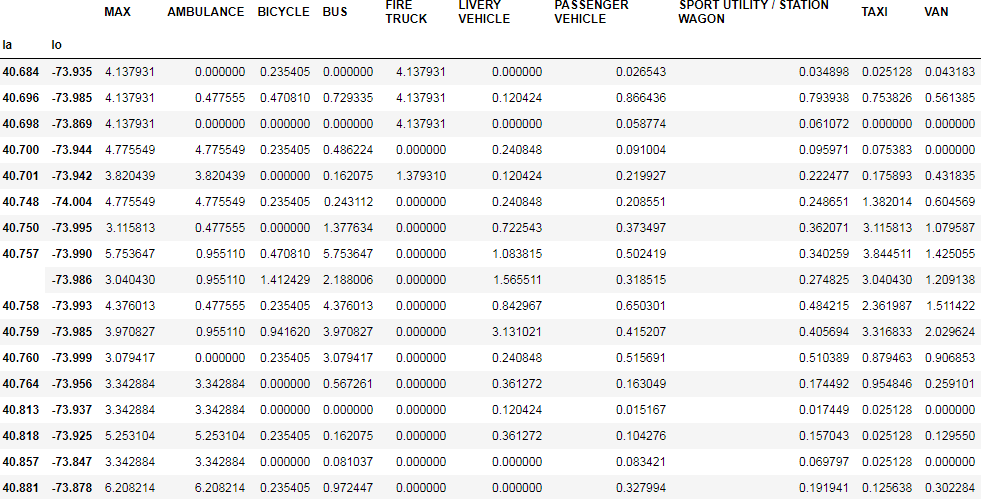 MAX AMBULANCE BICYCLE BUS FIRE TRUCK LIVERY VEHICLE PASSENGER VEHICLE SPORT UTILITY / STATION WAGON TAXI VAN
la lo
40.684 -73.935 4.137931 0.000000 0.235405 0.000000 4.137931 0.000000 0.026543 0.034898 0.025128 0.043183
40.696 -73.985 4.137931 0.477555 0.470810 0.729335 4.137931 0.120424 0.866436 0.793938 0.753826 0.561385
40.698 -73.869 4.137931 0.000000 0.000000 0.000000 4.137931 0.000000 0.058774 0.061072 0.000000 0.000000
40.700 -73.944 4.775549 4.775549 0.235405 0.486224 0.000000 0.240848 0.091004 0.095971 0.075383 0.000000
40.701 -73.942 3.820439 3.820439 0.000000 0.162075 1.379310 0.120424 0.219927 0.222477 0.175893 0.431835
40.748 -74.004 4.775549 4.775549 0.235405 0.243112 0.000000 0.240848 0.208551 0.248651 1.382014 0.604569
40.750 -73.995 3.115813 0.477555 0.000000 1.377634 0.000000 0.722543 0.373497 0.362071 3.115813 1.079587
40.757 -73.990 5.753647 0.955110 0.470810 5.753647 0.000000 1.083815 0.502419 0.340259 3.844511 1.425055
-73.986 3.040430 0.955110 1.412429 2.188006 0.000000 1.565511 0.318515 0.274825 3.040430 1.209138
40.758 -73.993 4.376013 0.477555 0.235405 4.376013 0.000000 0.842967 0.650301 0.484215 2.361987 1.511422
40.759 -73.985 3.970827 0.955110 0.941620 3.970827 0.000000 3.131021 0.415207 0.405694 3.316833 2.029624
40.760 -73.999 3.079417 0.000000 0.235405 3.079417 0.000000 0.240848 0.515691 0.510389 0.879463 0.906853
40.764 -73.956 3.342884 3.342884 0.000000 0.567261 0.000000 0.361272 0.163049 0.174492 0.954846 0.259101
40.813 -73.937 3.342884 3.342884 0.000000 0.000000 0.000000 0.120424 0.015167 0.017449 0.025128 0.000000
40.818 -73.925 5.253104 5.253104 0.235405 0.162075 0.000000 0.361272 0.104276 0.157043 0.025128 0.129550
40.857 -73.847 3.342884 3.342884 0.000000 0.081037 0.000000 0.000000 0.083421 0.069797 0.025128 0.000000
40.881 -73.878 6.208214 6.208214 0.235405 0.972447 0.000000 0.000000 0.327994 0.191941 0.125638 0.302284